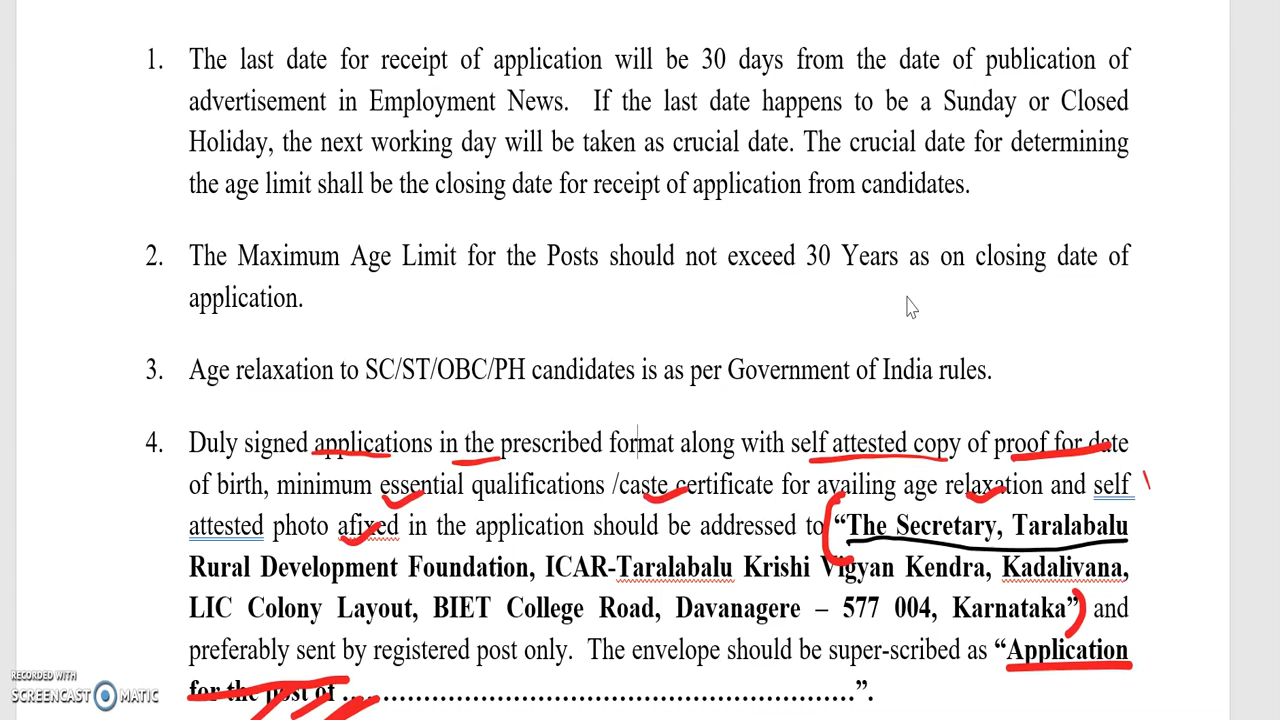 1. The last date for receipt of application will be 30 days from the date of publication of
advertisement in Employment News. If the last date happens to be a Sunday or Closed
Holiday, the next working day will be taken as crucial date. The crucial date for determining
the age limit shall be the closing date for receipt of application from candidates.
2. The Maximum Age Limit for the Posts should not exceed 30 Years as on closing date of
application.
3. Age relaxation to SC/ST/OBC/PH candidates is as per Government of India rules.
4. Duly signed applications in the prescribed format along with self attested copy of proof for date
of birth, minimum essential qualifications /caste certificate for availing age relaxation and self
attested photo afixed in the application should be addressed to “The Secretary, Taralabalu
Rural Development Foundation, ICAR-Taralabalu Krishi Vigyan Kendra, Kadalivana,
LIC Colony Layout, BIET College Road, Davanagere – 577 004, Karnataka” and
preferably sent by registered post only. The envelope should be super-scribed as “Application
for the post of ……………………………………………………”.
RECORDED WITH
SCREENCAST MATIC